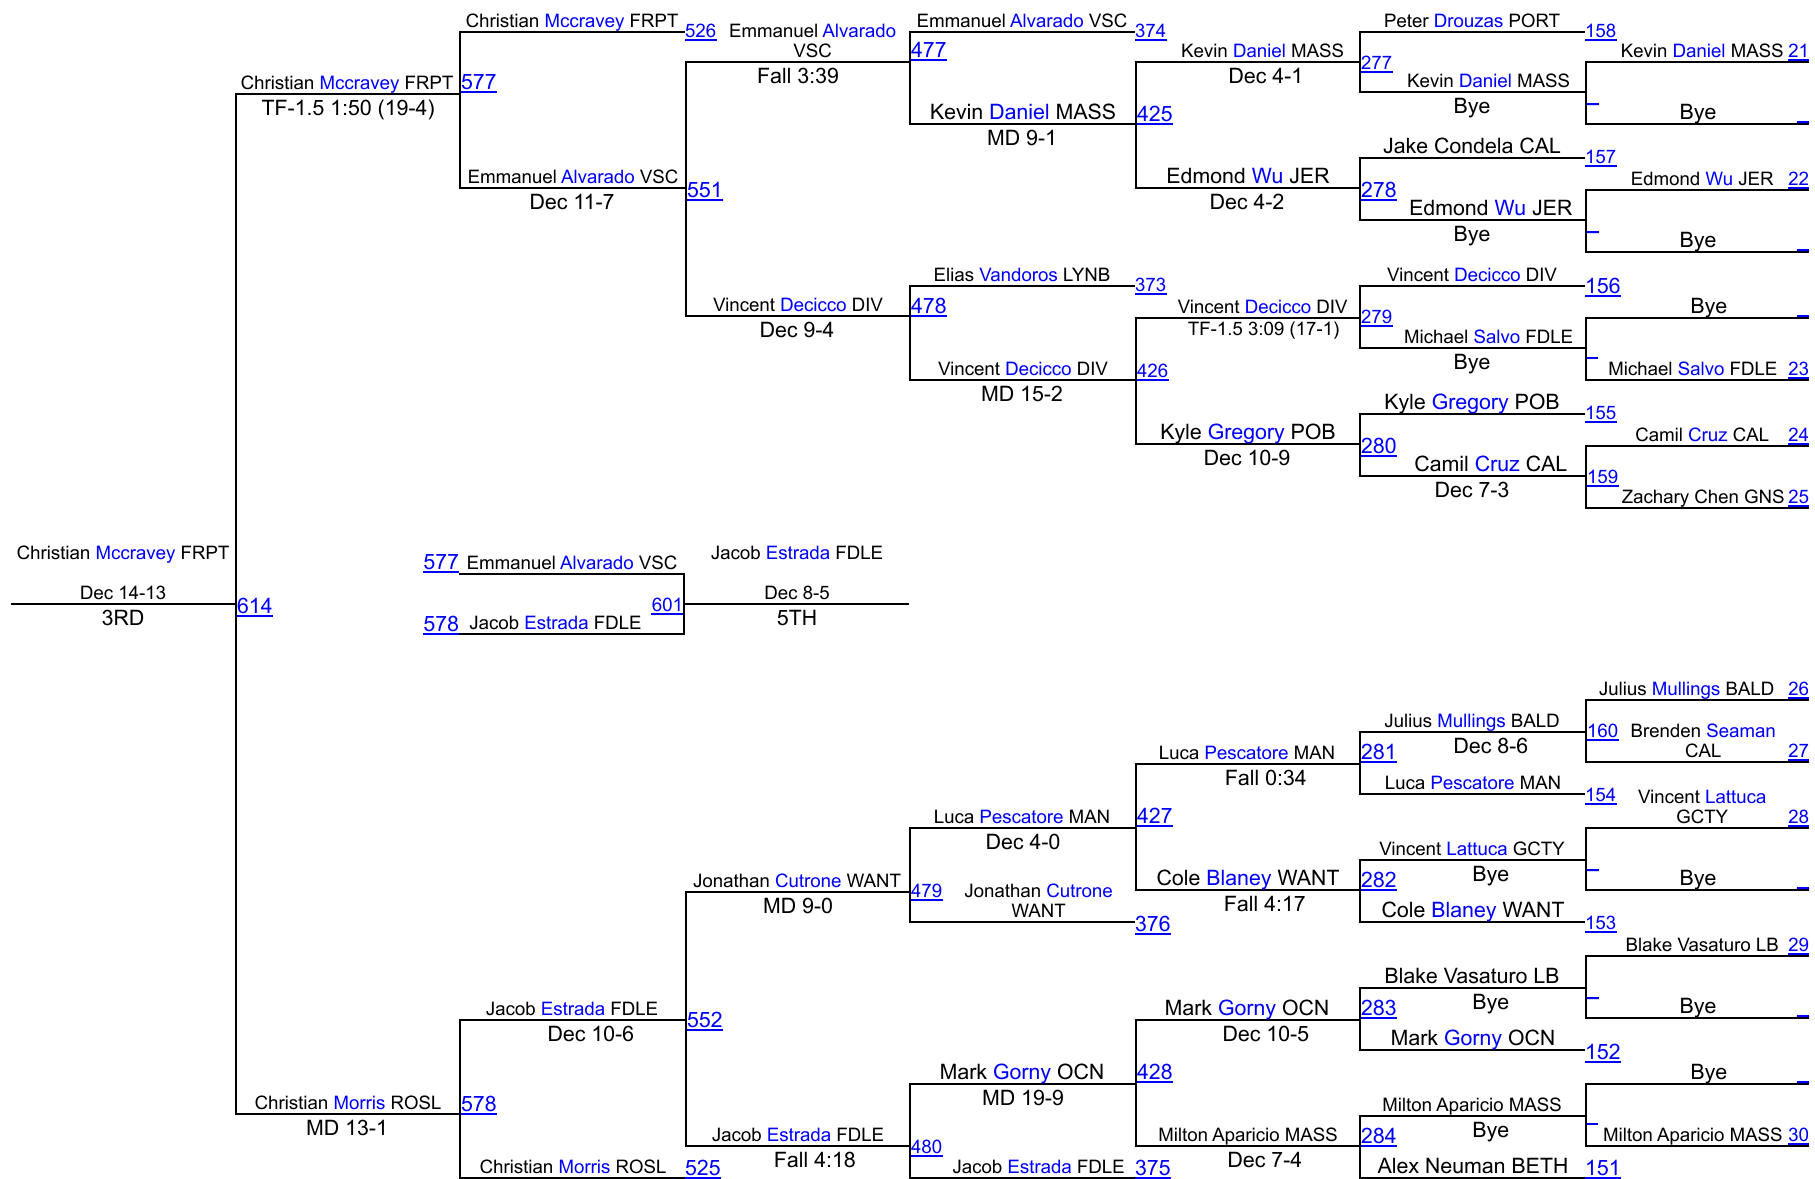 Christian Mccravey FRPT
526
Emmanuel Alvarado
VSC
Fall 3:39
477
Emmanuel Alvarado VSC
374
Kevin Daniel MASS
Dec 4-1
277
Peter Drouzas PORT
158
Kevin Daniel MASS
Bye
Kevin Daniel MASS 21
Bye
Christian Mccravey FRPT
TF-1.5 1:50 (19-4)
577
Kevin Daniel MASS
MD 9-1
425
Jake Condela CAL
157
Edmond Wu JER
Dec 4-2
278
Edmond Wu JER
Bye
Edmond Wu JER 22
Bye
Emmanuel Alvarado VSC
Dec 11-7
551
Elias Vandoros LYNB
373
Vincent Decicco DIV
156
Bye
Vincent Decicco DIV
Dec 9-4
478
Vincent Decicco DIV
TF-1.5 3:09 (17-1)
279
Michael Salvo FDLE
Bye
Michael Salvo FDLE 23
Vincent Decicco DIV
MD 15-2
426
Kyle Gregory POB
155
Kyle Gregory POB
Dec 10-9
280
Camil Cruz CAL 24
Camil Cruz CAL
Dec 7-3
159
Zachary Chen GNS 25
Christian Mccravey FRPT
Dec 14-13
3RD
614
577 Emmanuel Alvarado VSC
578 Jacob Estrada FDLE
601
Jacob Estrada FDLE
Dec 8-5
5TH
Julius Mullings BALD 26
Julius Mullings BALD
Dec 8-6
160
Brenden Seaman
CAL 27
Luca Pescatore MAN
Fall 0:34
281
Luca Pescatore MAN
154
Vincent Lattuca
GCTY 28
Luca Pescatore MAN
Dec 4-0
427
Vincent Lattuca GCTY
Bye
Bye
Jonathan Cutrone WANT
MD 9-0
479
Jonathan Cutrone
WANT
376
Cole Blaney WANT
Fall 4:17
282
Cole Blaney WANT
153
Blake Vasaturo LB 29
Blake Vasaturo LB
Bye
Bye
Jacob Estrada FDLE
Dec 10-6
552
Mark Gorny OCN
Dec 10-5
283
Mark Gorny OCN
152
Mark Gorny OCN
MD 19-9
428
Bye
Christian Morris ROSL
MD 13-1
578
Milton Aparicio MASS
Bye
Milton Aparicio MASS 30
Jacob Estrada FDLE
Fall 4:18
480
Milton Aparicio MASS
Dec 7-4
284
Christian Morris ROSL
525
Jacob Estrada FDLE
375
Alex Neuman BETH
151